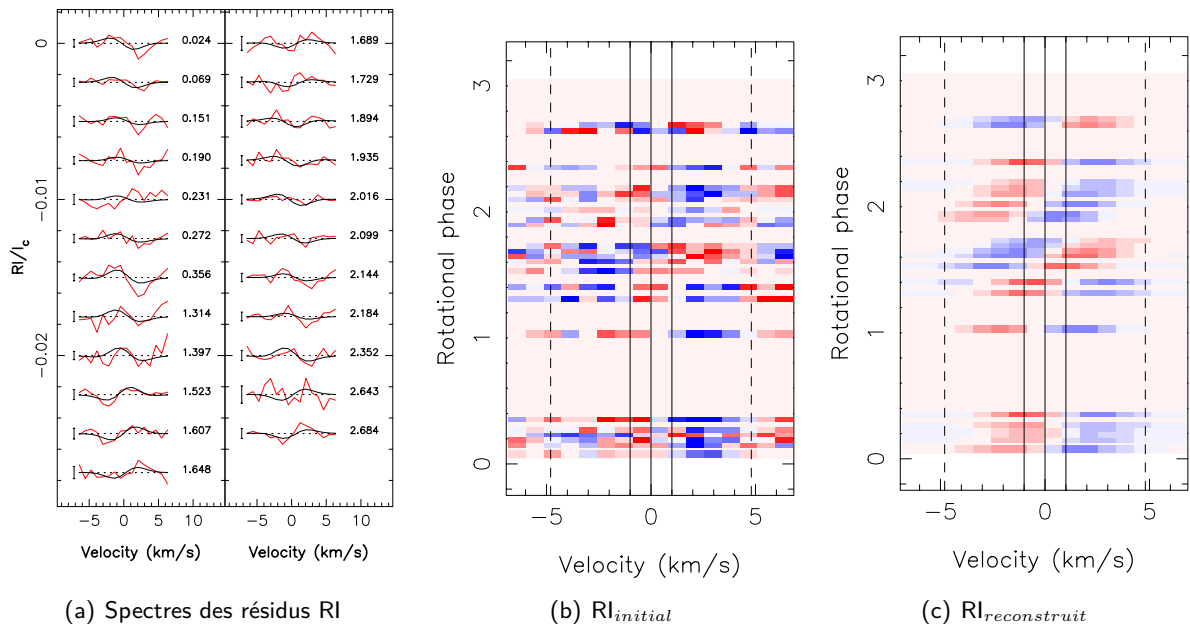 RI/Ic
0
−0.01
−0.02
0.024
0.069
0.151
0.190
0.231
0.272
0.356
1.314
1.397
1.523
1.607
1.648
−5 0 5 10
Velocity (km/s)
1.689
1.729
1.894
1.935
2.016
2.099
2.144
2.184
2.352
2.643
2.684
−5 0 5 10
Velocity (km/s)
(a) Spectres des résidus RI
Rotational phase
3
2
1
0
−5 0 5
Velocity (km/s)
(b) RIinitial
Rotational phase
3
2
1
0
−5 0 5
Velocity (km/s)
(c) RIreconstruit